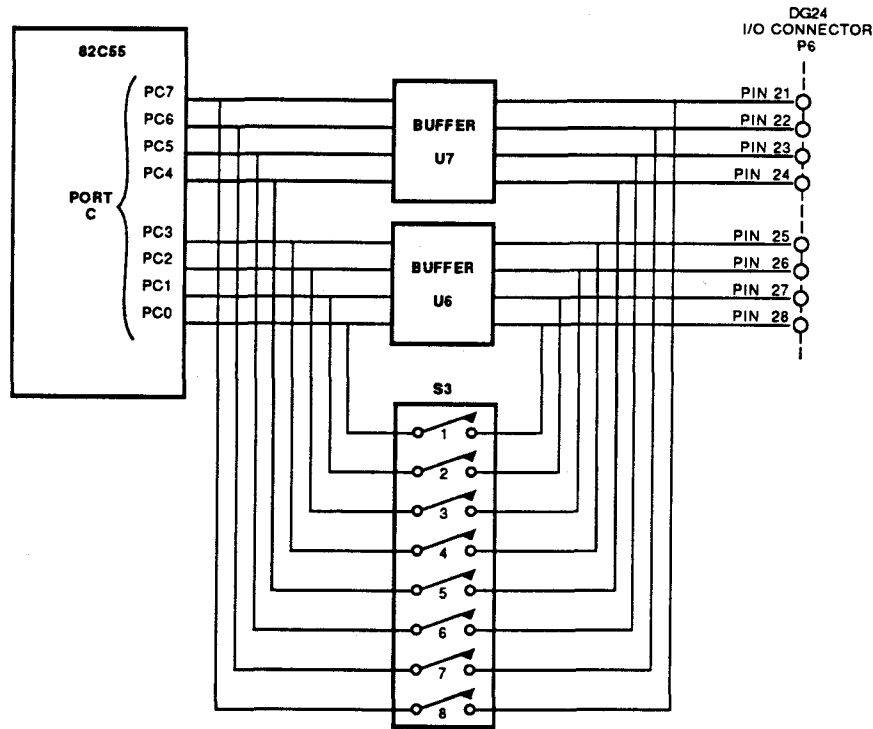 DG24
I/O CONNECTOR
P6
82C55
PC7
PC6
PC5
PC4
PORT
C
PC3
PC2
PC1
PC0
BUFFER
U7
BUFFER
U6
PIN 21
PIN 22
PIN 23
PIN 24
PIN 25
PIN 26
PIN 27
PIN 28
S3
1
2
3
4
5
6
7
8